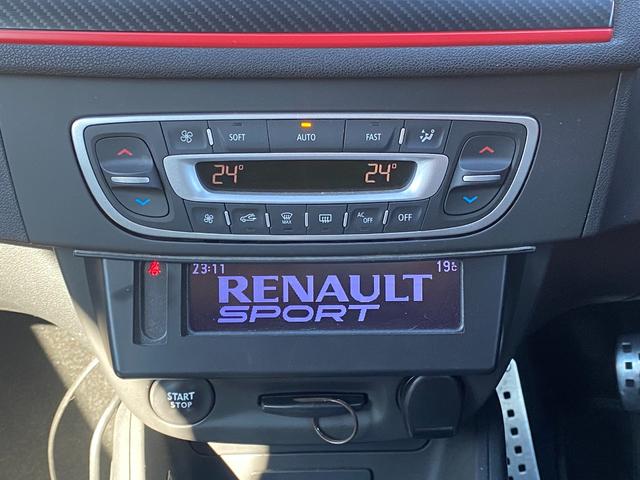 SOFT AUTO FAST
24° 24°
MAX AC OFF OFF
23:11 19°c
RENAULT
SPORT
START
STOP